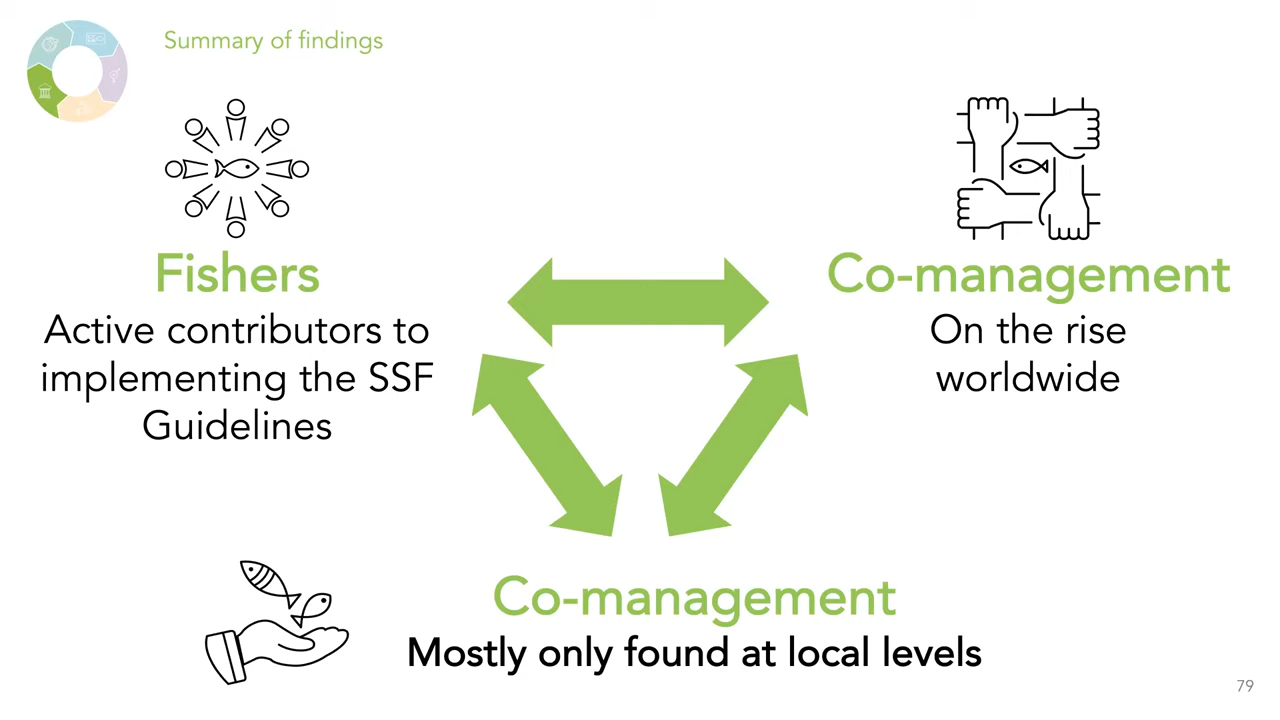 Summary of findings
Fishers
Active contributors to
implementing the SSF
Guidelines
Co-management
On the rise
worldwide
Co-management
Mostly only found at local levels
79